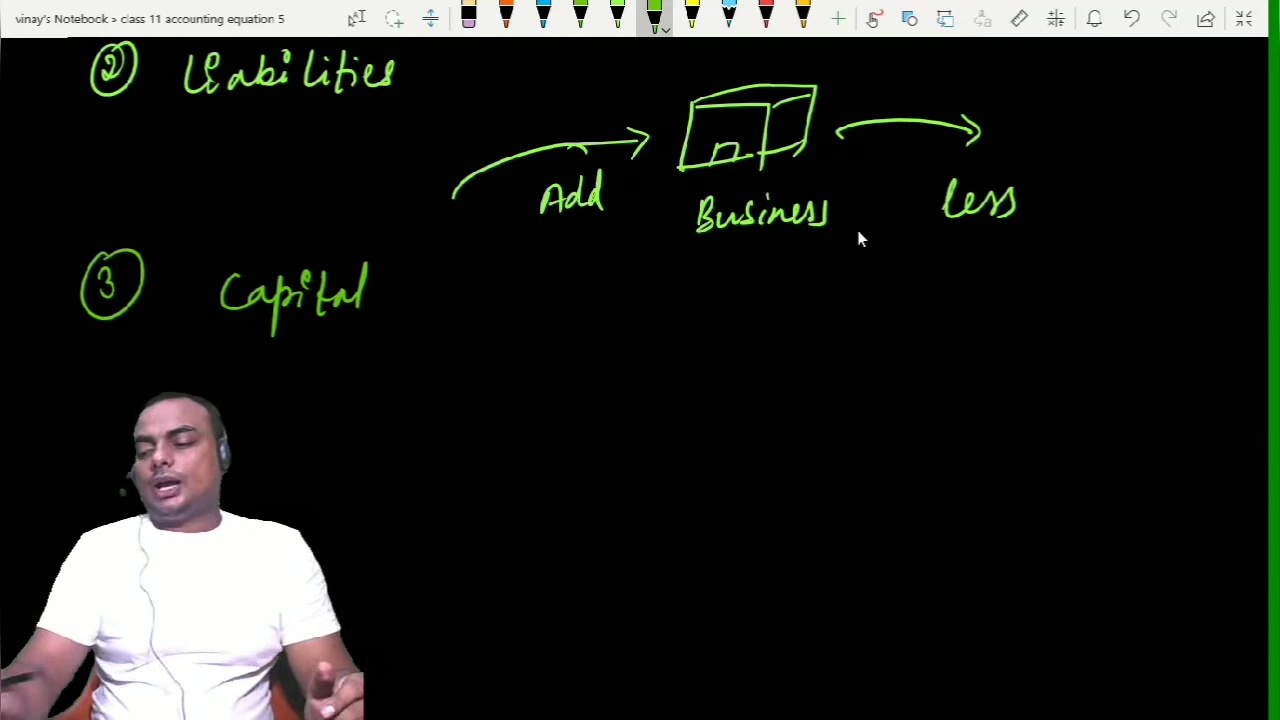 vinay's Notebook > class 11 accounting equation 5
2 Liabilities
Add Business Less
3 Capital